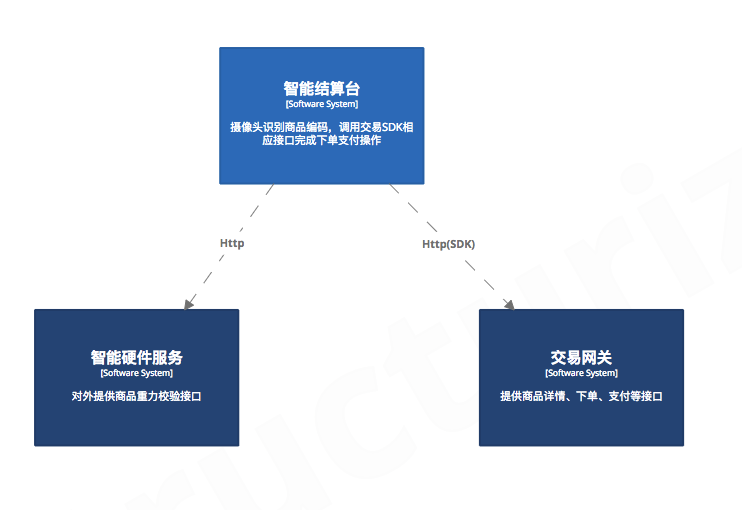 智能结算台
[Software System]
摄像头识别商品编码，调用交易SDK相
应接口完成下单支付操作
Http
Http(SDK)
智能硬件服务
[Software System]
对外提供商品重力校验接口
交易网关
[Software System]
提供商品详情、下单、支付等接口
ructuriz